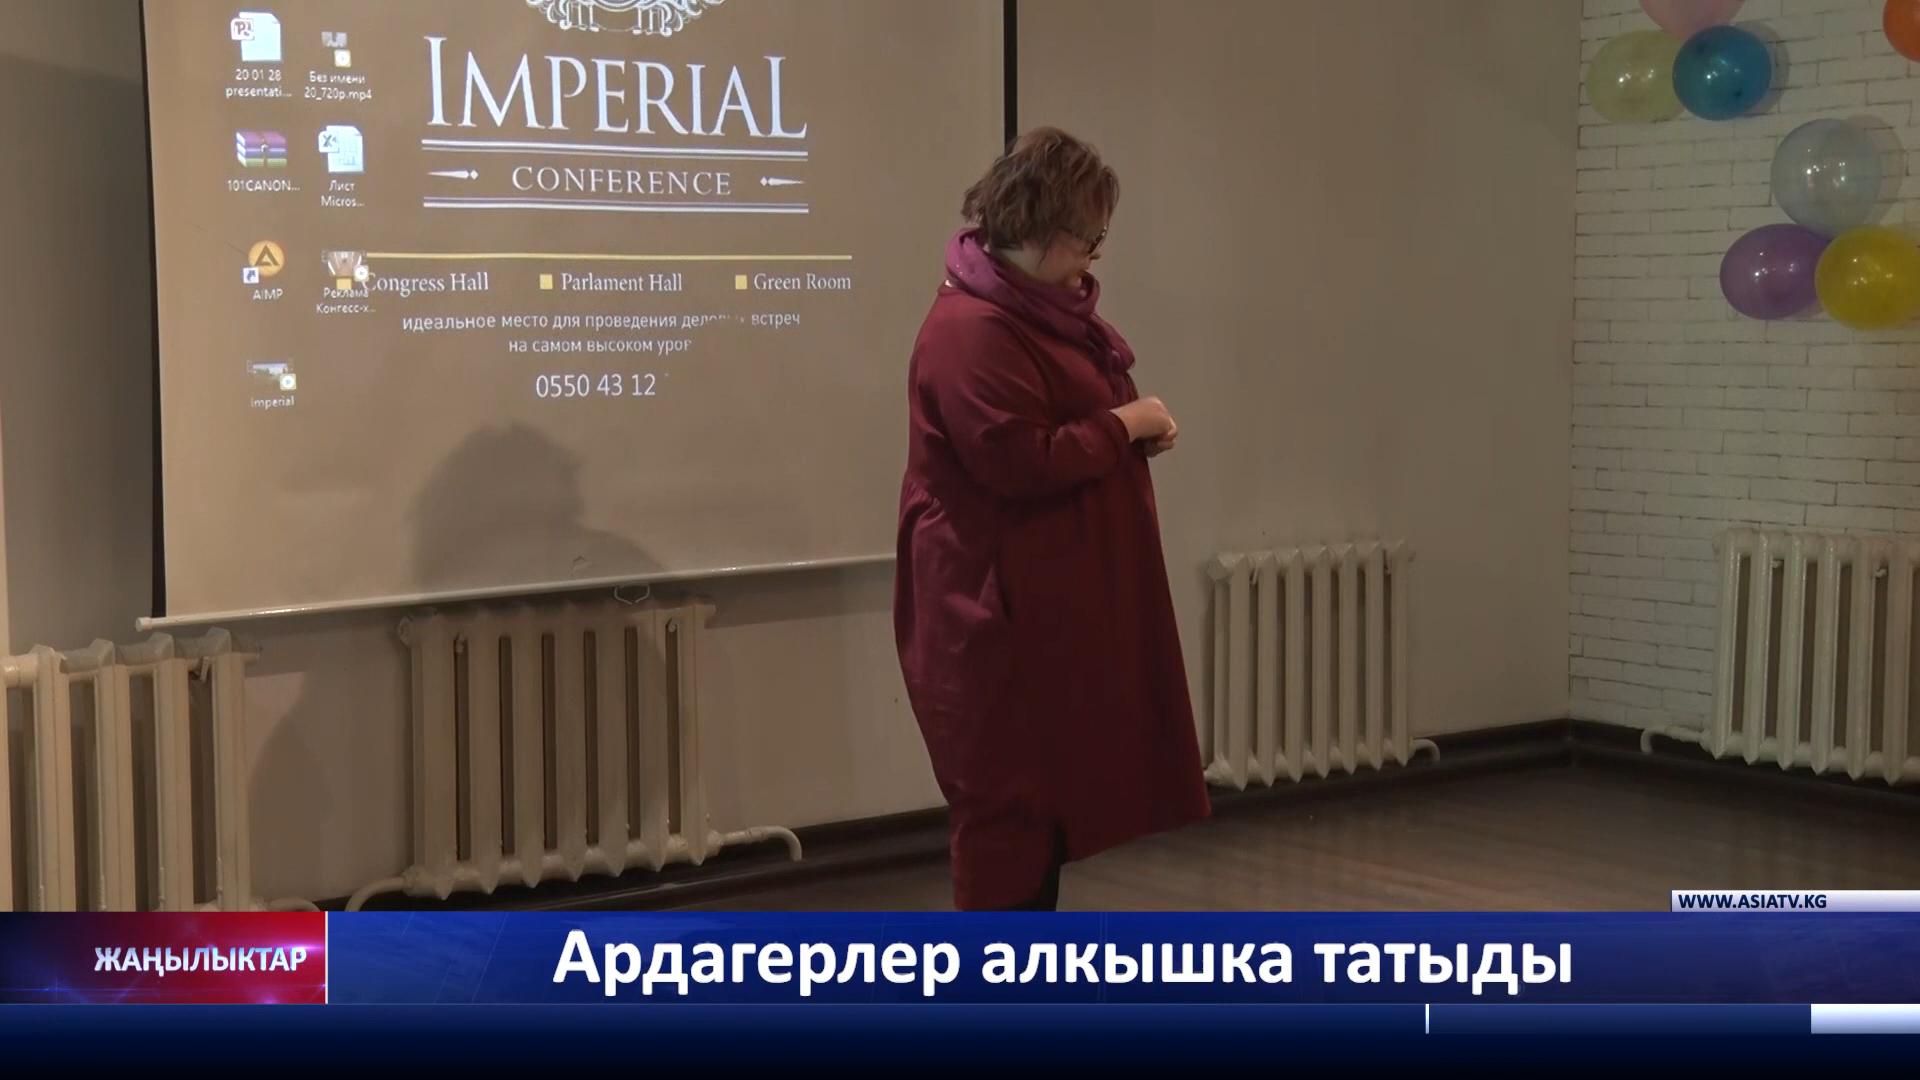 IMPERIAL
CONFERENCE
20 01 28
presentati...
Без имени
20_720p.mp4
101CANON...
Лист
Micros...
AIMP
Реклама
Конгесс-х...
Imperial
Congress Hall
Parlament Hall
Green Room
идеальное место для проведения встреч
на самом высоком
0550 43 12
WWW.ASIATV.KG
ЖАҢЫЛЫКТАР
Ардагерлер алкышка татыды